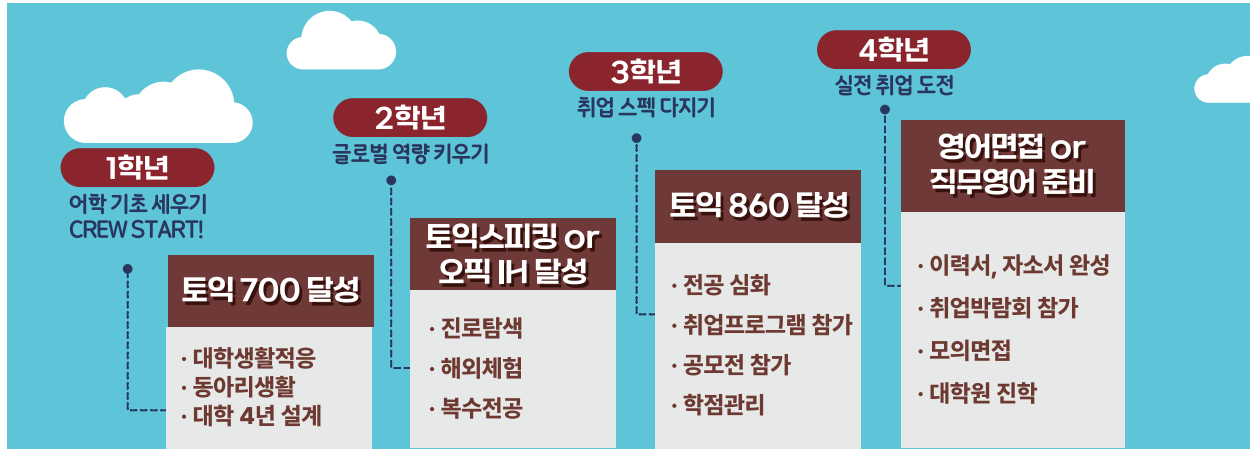 1학년
어학 기초 세우기
CREW START!
토익 700 달성
· 대학생활적응
· 동아리생활
· 대학 4년 설계
2학년
글로벌 역량 키우기
토익스피킹 or
오픽 IH 달성
· 진로탐색
· 해외체험
· 복수전공
3학년
취업 스펙 다지기
토익 860 달성
· 전공 심화
· 취업프로그램 참가
· 공모전 참가
· 학점관리
4학년
실전 취업 도전
영어면접 or
직무영어 준비
· 이력서, 자소서 완성
· 취업박람회 참가
· 모의면접
· 대학원 진학